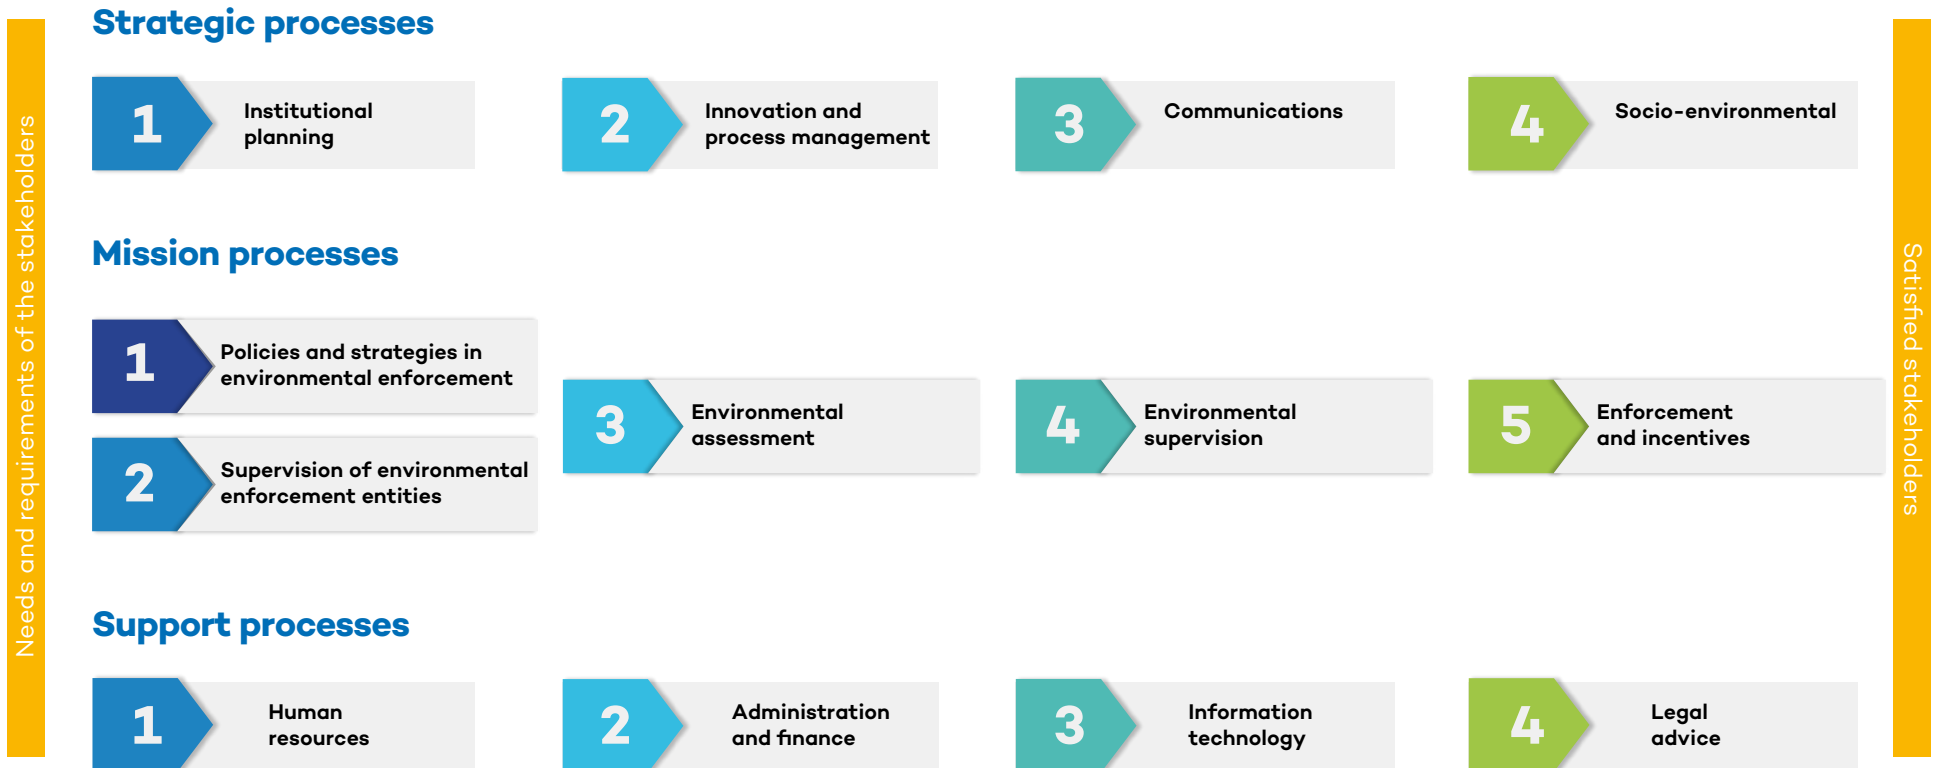 Needs and requirements of the stakeholders
Strategic processes
1
Institutional
planning
2
Innovation and
process management
3
Communications
4
Socio-environmental
Mission processes
1
Policies and strategies in
environmental enforcement
2
Supervision of environmental
enforcement entities
3
Environmental
assessment
4
Environmental
supervision
5
Enforcement
and incentives
Support processes
1
Human
resources
2
Administration
and finance
3
Information
technology
4
Legal
advice
Satisfied stakeholders